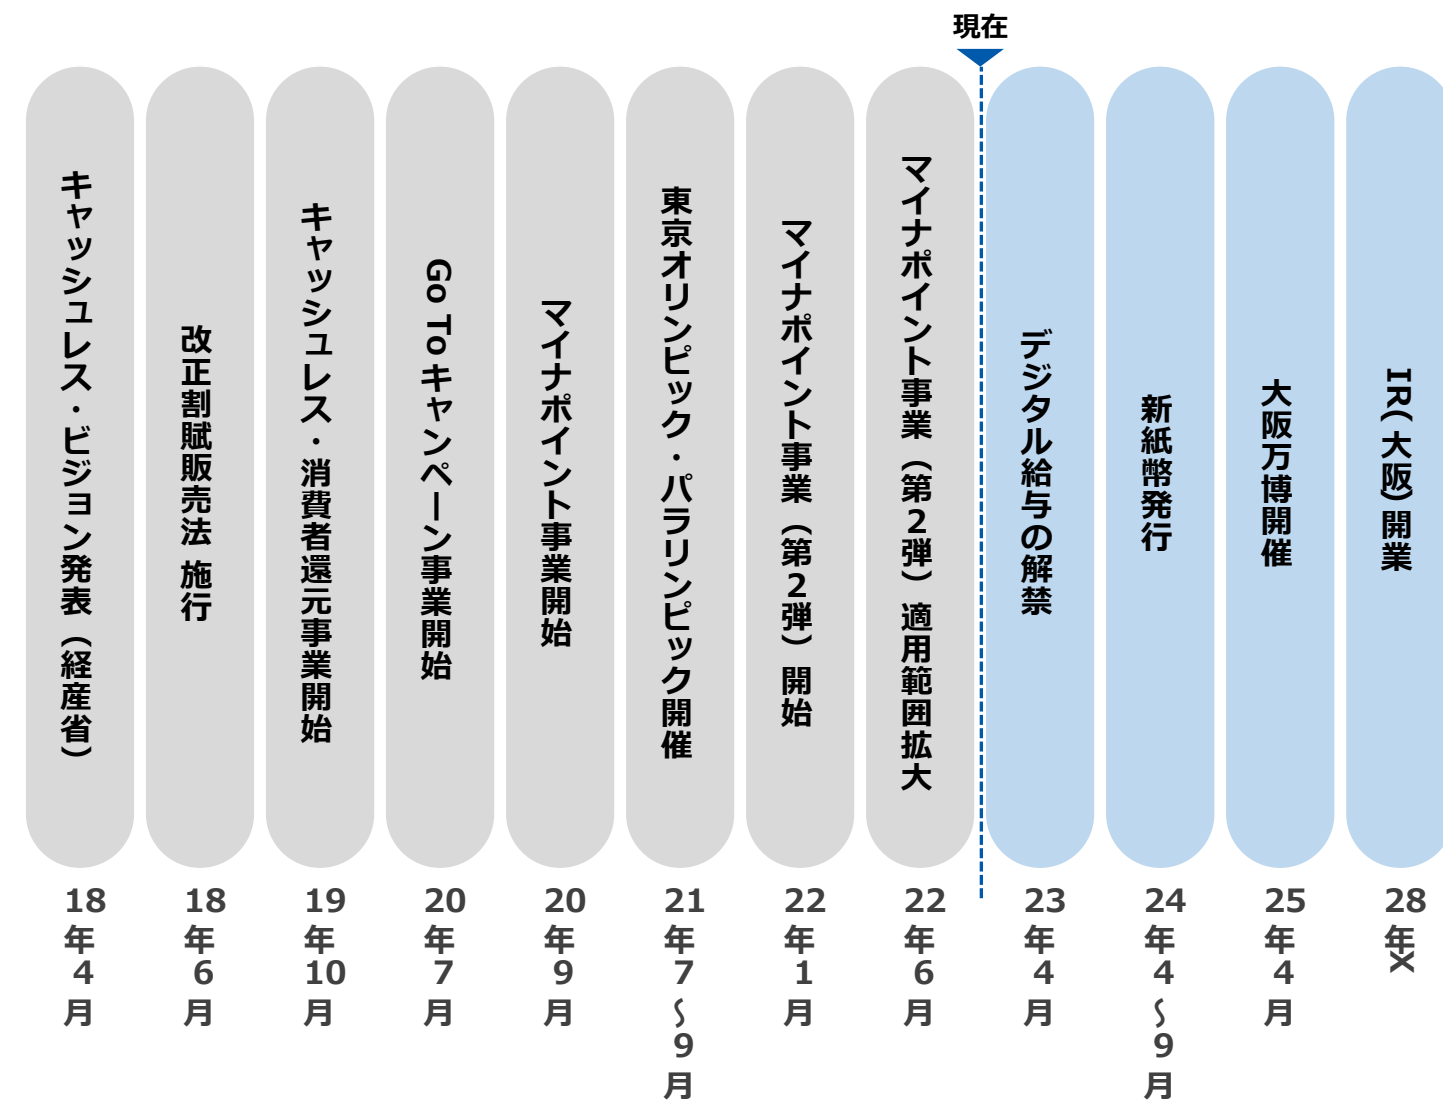 現在
キャッシュレス・ビジョン発表（経産省）
18年4月
改正割賦販売法 施行
18年6月
キャッシュレス・消費者還元事業開始
19年10月
Go To キャンペーン事業開始
20年7月
マイナポイント事業開始
20年9月
東京オリンピック・パラリンピック開催
21年7～9月
マイナポイント事業（第2弾）開始
22年1月
マイナポイント事業（第2弾）適用範囲拡大
22年6月
デジタル給与の解禁
23年4月
新紙幣発行
24年4～9月
大阪万博開催
25年4月
IR(大阪)開業
28年X